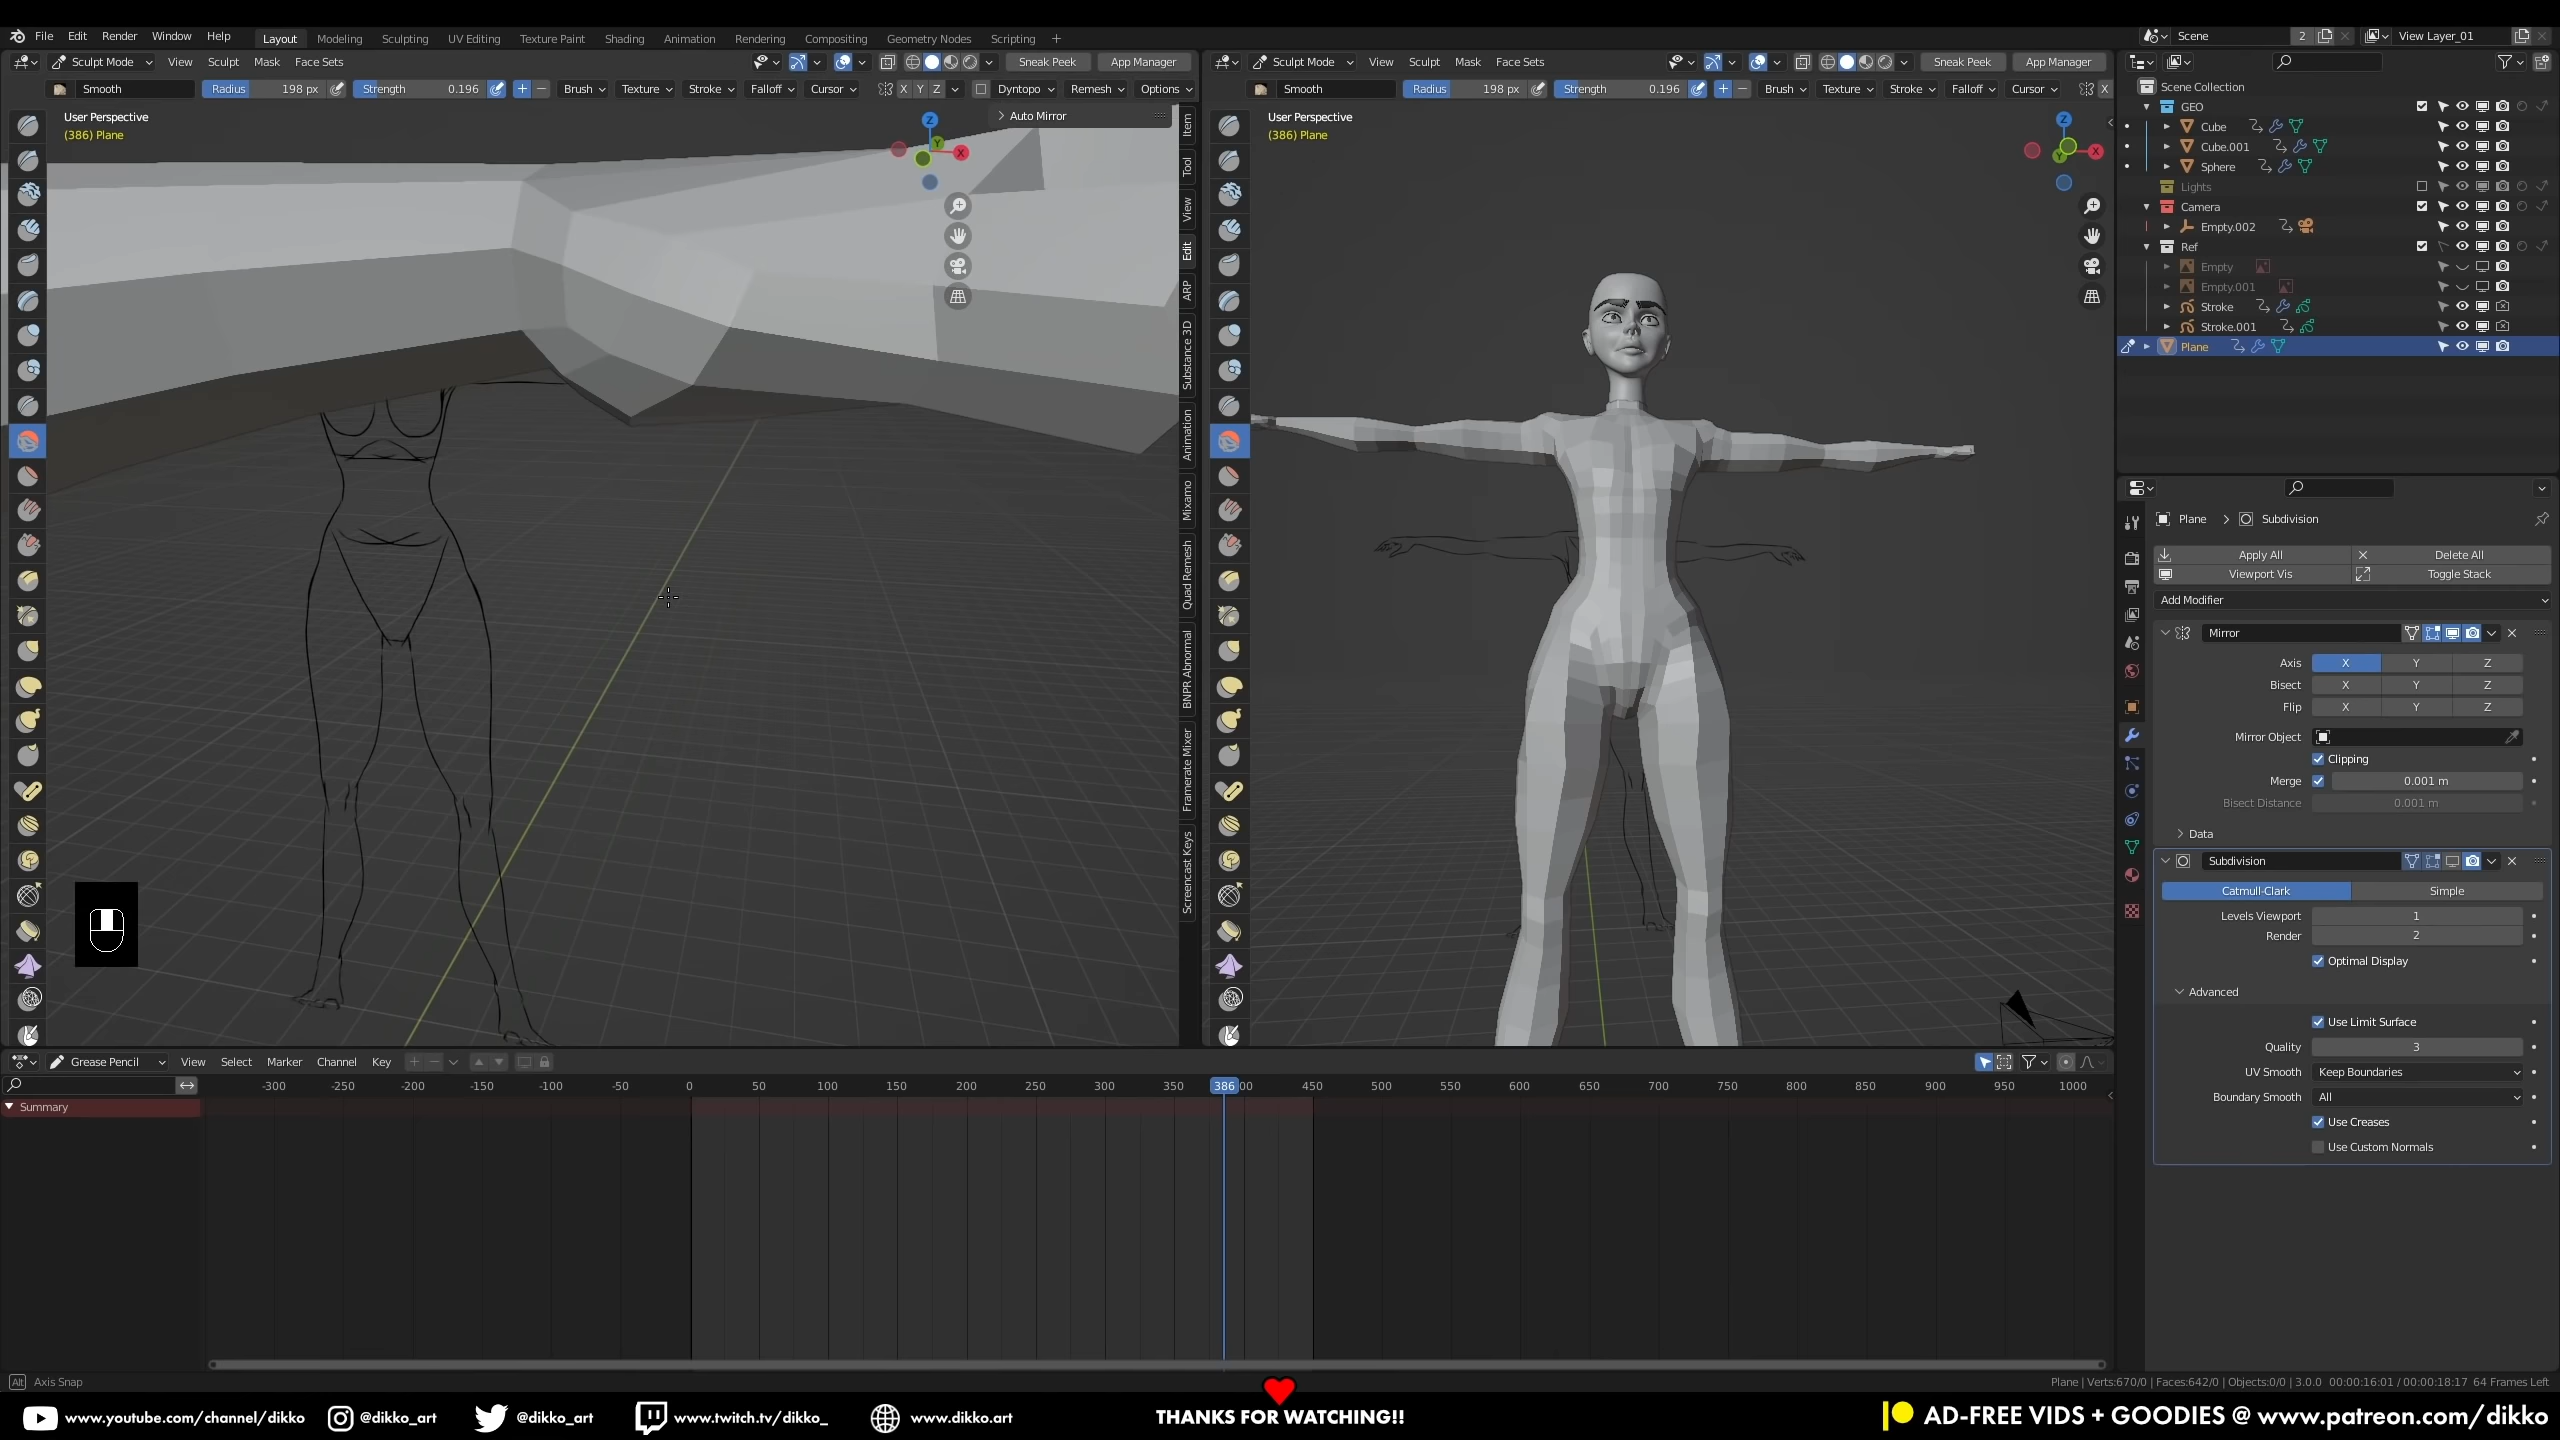 File Edit Render Window Help Layout Modeling Sculpting UV Editing Texture Paint Shading Animation Rendering Compositing Geometry Nodes Scripting + Scene 2 View Layer_01
Sculpt Mode View Sculpt Mask Face Sets Sneak Peek App Manager
Sculpt Mode View Sculpt Mask Face Sets Sneak Peek App Manager
Smooth Radius 198 px Strength 0.196 + − Brush Texture Stroke Falloff Cursor X Y Z Dyntopo Remesh Options
Smooth Radius 198 px Strength 0.196 + − Brush Texture Stroke Falloff Cursor X
User Perspective
(386) Plane
Auto Mirror
Z
Y
X
Item
Tool
View
Edit
ARP
Substance 3D
Animation
Mixamo
Quad Remesh
BNPR Abnormal
Framerate Mixer
Screencast Keys
User Perspective
(386) Plane
Z
X
Y
Scene Collection
GEO
Cube
Cube.001
Sphere
Lights
Camera
Empty.002
Ref
Empty
Empty.001
Stroke
Stroke.001
Plane
Plane > Subdivision
Apply All Delete All
Viewport Vis Toggle Stack
Add Modifier
Mirror
Axis X Y Z
Bisect X Y Z
Flip X Y Z
Mirror Object
Clipping
Merge 0.001 m
Bisect Distance 0.001 m
Data
Subdivision
Catmull-Clark Simple
Levels Viewport 1
Render 2
Optimal Display
Advanced
Use Limit Surface
Quality 3
UV Smooth Keep Boundaries
Boundary Smooth All
Use Creases
Use Custom Normals
Grease Pencil View Select Marker Channel Key
-300 -250 -200 -150 -100 -50 0 50 100 150 200 250 300 350 386 00 450 500 550 600 650 700 750 800 850 900 950 1000
Summary
Alt Axis Snap
Plane | Verts:670/0 | Faces:642/0 | Objects:0/0 | 3.0.0 00:00:16:01 / 00:00:18:17 64 Frames Left
www.youtube.com/channel/dikko @dikko_art @dikko_art www.twitch.tv/dikko_ www.dikko.art THANKS FOR WATCHING!! AD-FREE VIDS + GOODIES @ www.patreon.com/dikko